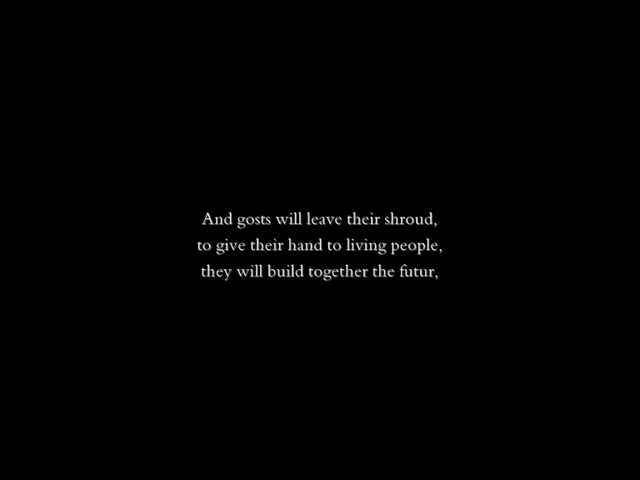 And gosts will leave their shroud,
to give their hand to living people,
they will build together the futur,